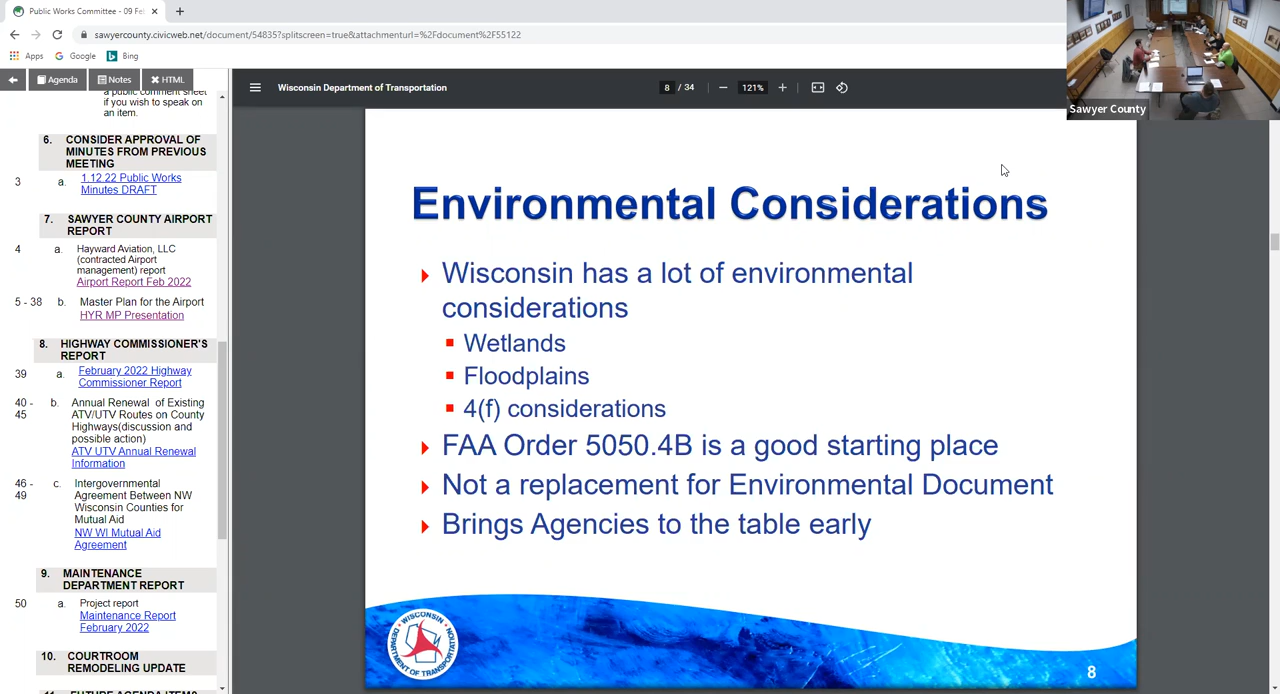 Public Works Committee - 09 Fe
sawyercounty.civicweb.net/document/54835?splitscreen=true&attachmenturl=%2Fdocument%2F55122
Apps
Google
Bing
Agenda
Notes
HTML
Wisconsin Department of Transportation
8 / 34
121%
Sawyer County
a public comment sheet
if you wish to speak on
an item.
6. CONSIDER APPROVAL OF
MINUTES FROM PREVIOUS
MEETING
3 a. 1.12.22 Public Works
Minutes DRAFT
7. SAWYER COUNTY AIRPORT
REPORT
4 a. Hayward Aviation, LLC
(contracted Airport
management) report
Airport Report Feb 2022
5 - 38 b. Master Plan for the Airport
HYR MP Presentation
8. HIGHWAY COMMISSIONER'S
REPORT
39 a. February 2022 Highway
Commissioner Report
40 - b. Annual Renewal of Existing
45 ATV/UTV Routes on County
Highways(discussion and
possible action)
ATV UTV Annual Renewal
Information
46 - c. Intergovernmental
49 Agreement Between NW
Wisconsin Counties for
Mutual Aid
NW WI Mutual Aid
Agreement
9. MAINTENANCE
DEPARTMENT REPORT
50 a. Project report
Maintenance Report
February 2022
10. COURTROOM
REMODELING UPDATE
11. FUTURE AGENDA ITEMS
Environmental Considerations
Wisconsin has a lot of environmental
considerations
Wetlands
Floodplains
4(f) considerations
FAA Order 5050.4B is a good starting place
Not a replacement for Environmental Document
Brings Agencies to the table early
WISCONSIN
DEPARTMENT OF TRANSPORTATION
8